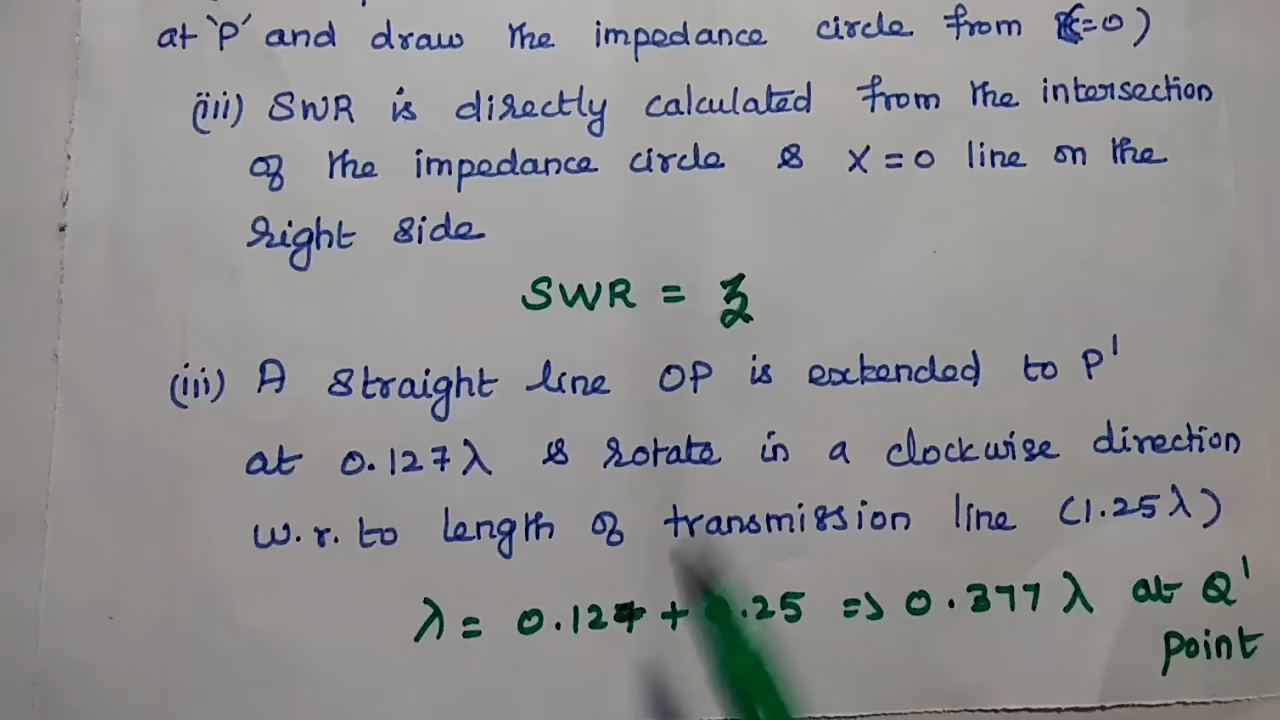 at 'P' and draw the impedance circle from (=0)
(iii) SWR is directly calculated from the intersection
of the impedance circle & X=0 line on the
right side
SWR =
(iii) A straight line OP is extended to P'
at 0.127λ & rotate in a clockwise direction
w.r.to length of transmission line (1.25λ)
λ = 0.127 + .25 => 0.377 λ at Q'
point